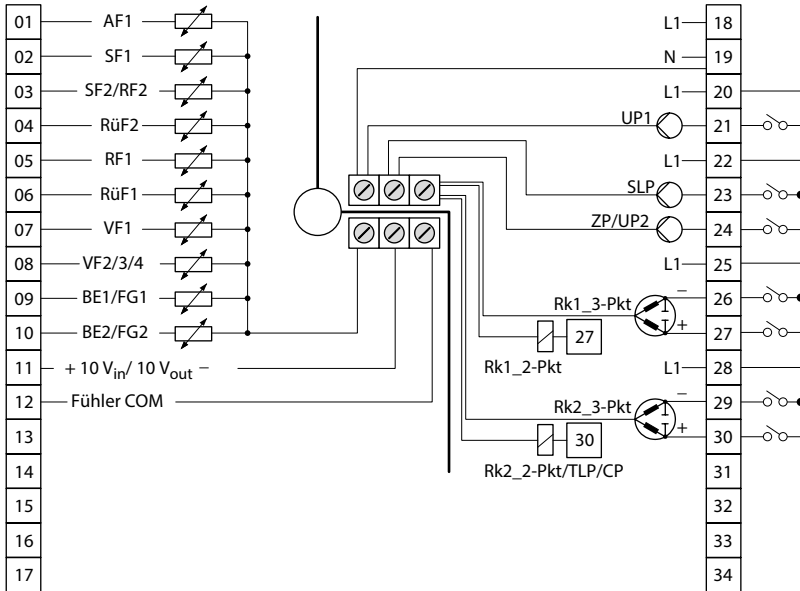 01 AF1
02 SF1
03 SF2/RF2
04 RüF2
05 RF1
06 RüF1
07 VF1
08 VF2/3/4
09 BE1/FG1
10 BE2/FG2
11 + 10 Vin/ 10 Vout −
12 Fühler COM
13
14
15
16
17
L1 18
N 19
L1 20
UP1 21
L1 22
SLP 23
ZP/UP2 24
L1 25
− 26
Rk1_3-Pkt
+ 27
27
Rk1_2-Pkt
L1 28
− 29
Rk2_3-Pkt
+ 30
30
Rk2_2-Pkt/TLP/CP
31
32
33
34